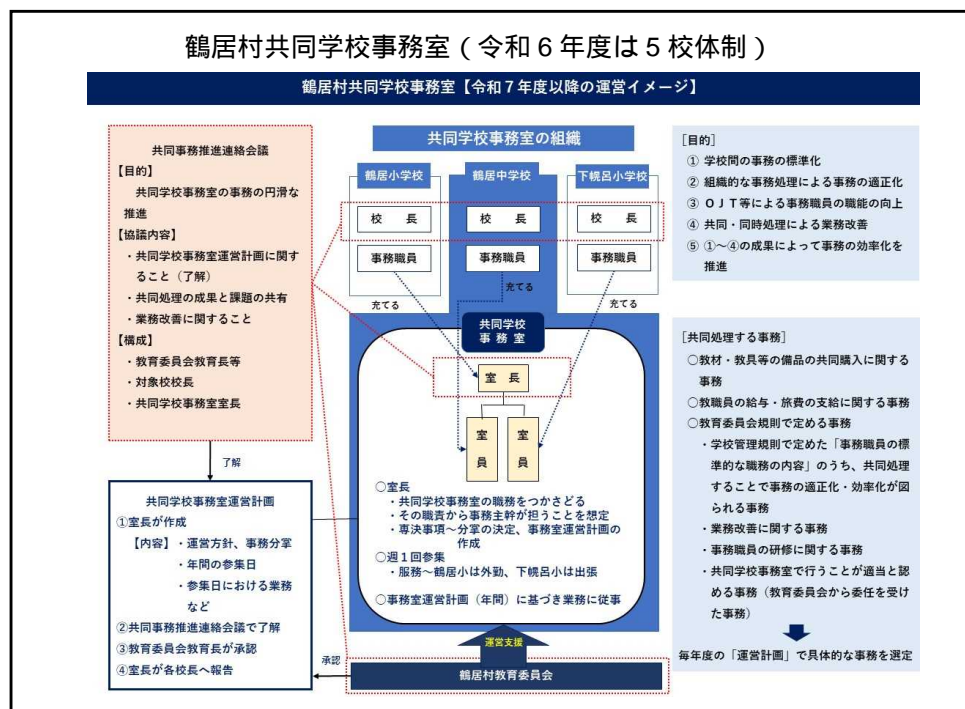 鶴居村共同学校事務室（令和６年度は５校体制）
鶴居村共同学校事務室【令和７年度以降の運営イメージ】
共同事務推進連絡会議
【目的】
共同学校事務室の事務の円滑な
推進
【協議内容】
・共同学校事務室運営計画に関す
ること（了解）
・共同処理の成果と課題の共有
・業務改善に関すること
【構成】
・教育委員会教育長等
・対象校校長
・共同学校事務室室長
了解
共同学校事務室運営計画
①室長が作成
【内容】・運営方針、事務分掌
・年間の参集日
・参集日における業務
など
②共同事務推進連絡会議で了解
③教育委員会教育長が承認
④室長が各校長へ報告
承認
共同学校事務室の組織
鶴居小学校
鶴居中学校
下幌呂小学校
校　長
校　長
校　長
事務職員
事務職員
事務職員
充てる
充てる
充てる
共同学校
事務室
室　長
室員
室員
○室長
・共同学校事務室の職務をつかさどる
・その職責から事務主幹が担うことを想定
・専決事項～分掌の決定、事務室運営計画の
作成
○週１回参集
・服務～鶴居小は外勤、下幌呂小は出張
○事務室運営計画（年間）に基づき業務に従事
運営支援
鶴居村教育委員会
［目的］
① 学校間の事務の標準化
② 組織的な事務処理による事務の適正化
③ ＯＪＴ等による事務職員の職能の向上
④ 共同・同時処理による業務改善
⑤ ①～④の成果によって事務の効率化を
推進
［共同処理する事務］
○教材・教具等の備品の共同購入に関する
事務
○教職員の給与・旅費の支給に関する事務
○教育委員会規則で定める事務
・学校管理規則で定めた「事務職員の標
準的な職務の内容」のうち、共同処理
することで事務の適正化・効率化が図
られる事務
・業務改善に関する事務
・事務職員の研修に関する事務
・共同学校事務室で行うことが適当と認
める事務（教育委員会から委任を受け
た事務）
毎年度の「運営計画」で具体的な事務を選定